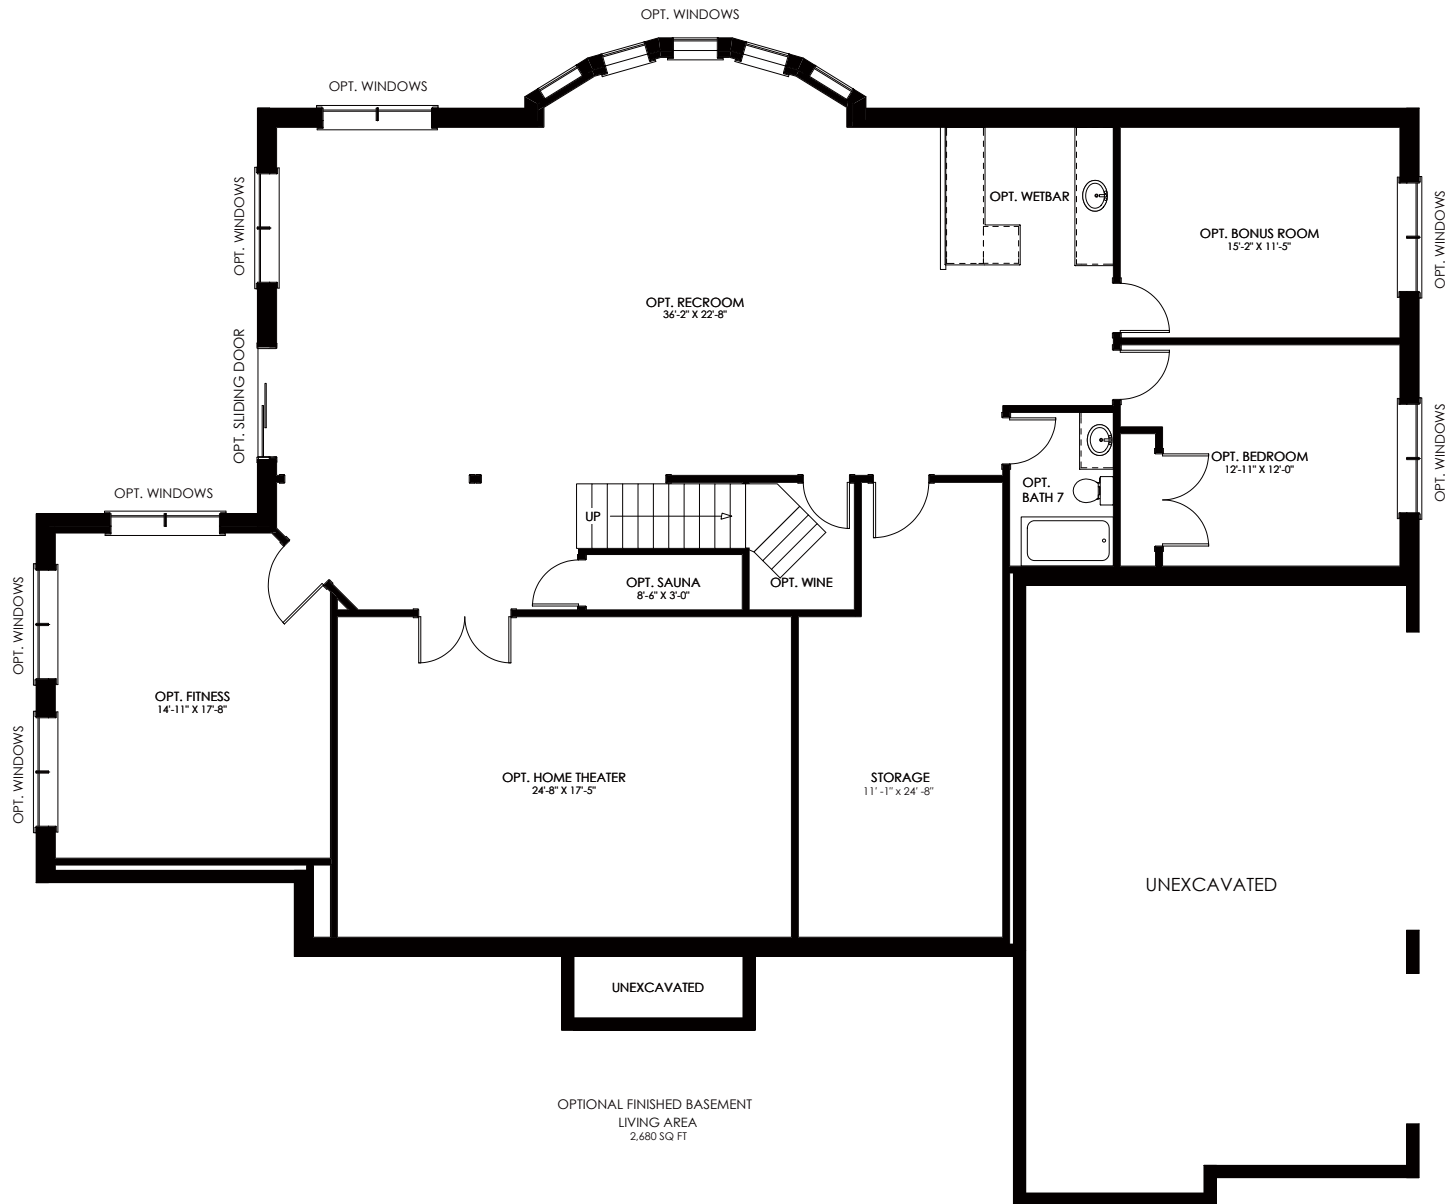 OPT. WINDOWS
OPT. WINDOWS
OPT. WINDOWS
OPT. WETBAR
OPT. BONUS ROOM
15'-2" X 11'-5"
OPT. WINDOWS
OPT. RECROOM
36'-2" X 22'-8"
OPT. SLIDING DOOR
OPT. WINDOWS
OPT. BEDROOM
12'-11" X 12'-0"
OPT. WINDOWS
OPT.
BATH 7
UP
OPT. SAUNA
8'-6" X 3'-0"
OPT. WINE
OPT. WINDOWS
OPT. FITNESS
14'-11" X 17'-8"
OPT. WINDOWS
OPT. HOME THEATER
24'-8" X 17'-5"
STORAGE
11' -1" x 24' -8"
UNEXCAVATED
UNEXCAVATED
OPTIONAL FINISHED BASEMENT
LIVING AREA
2,680 SQ FT